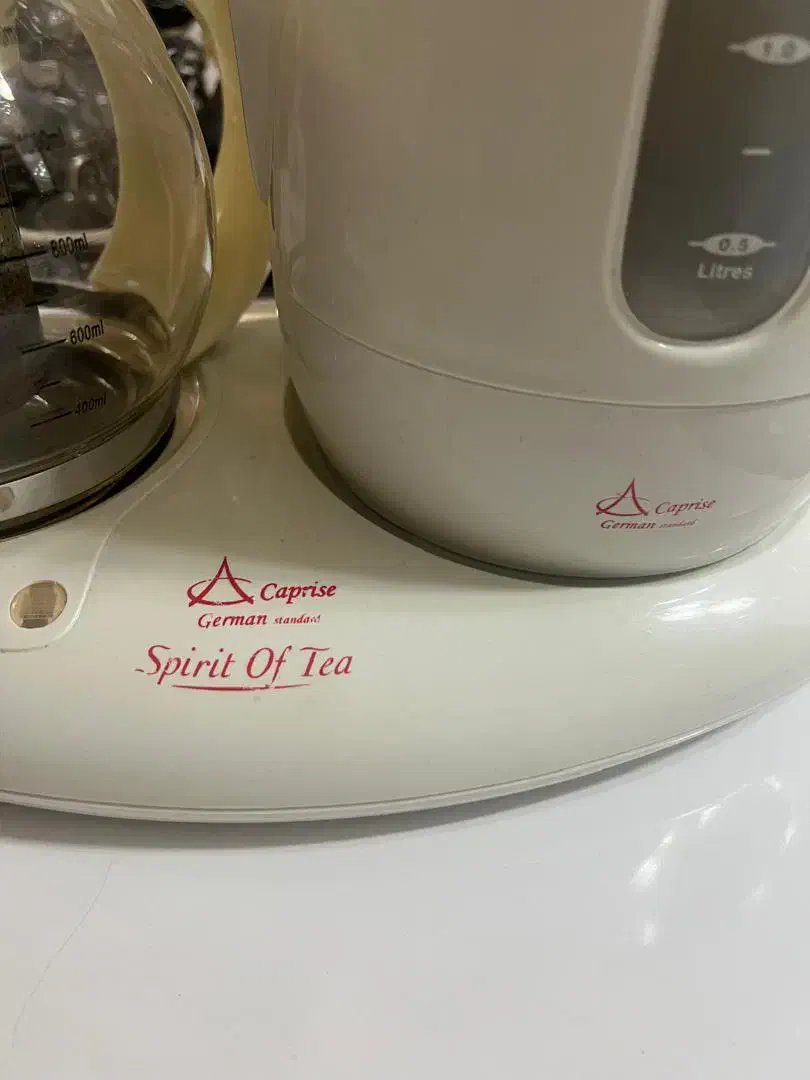 800ml
600ml
400ml
1.0
0.5
Litres
Caprise
German standard
Caprise
German standard
Spirit Of Tea